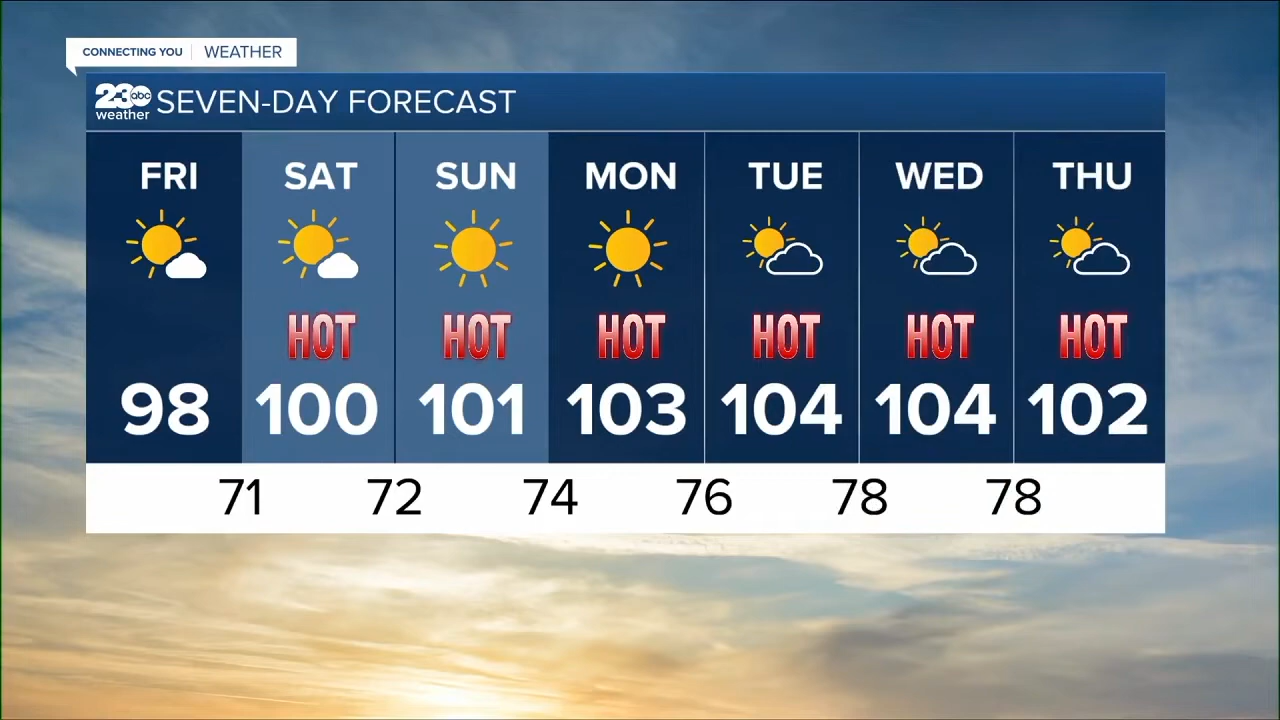 CONNECTING YOU | WEATHER
23 abc
weather
SEVEN-DAY FORECAST
FRI SAT SUN MON TUE WED THU
HOT HOT HOT HOT HOT HOT
98 100 101 103 104 104 102
71 72 74 76 78 78